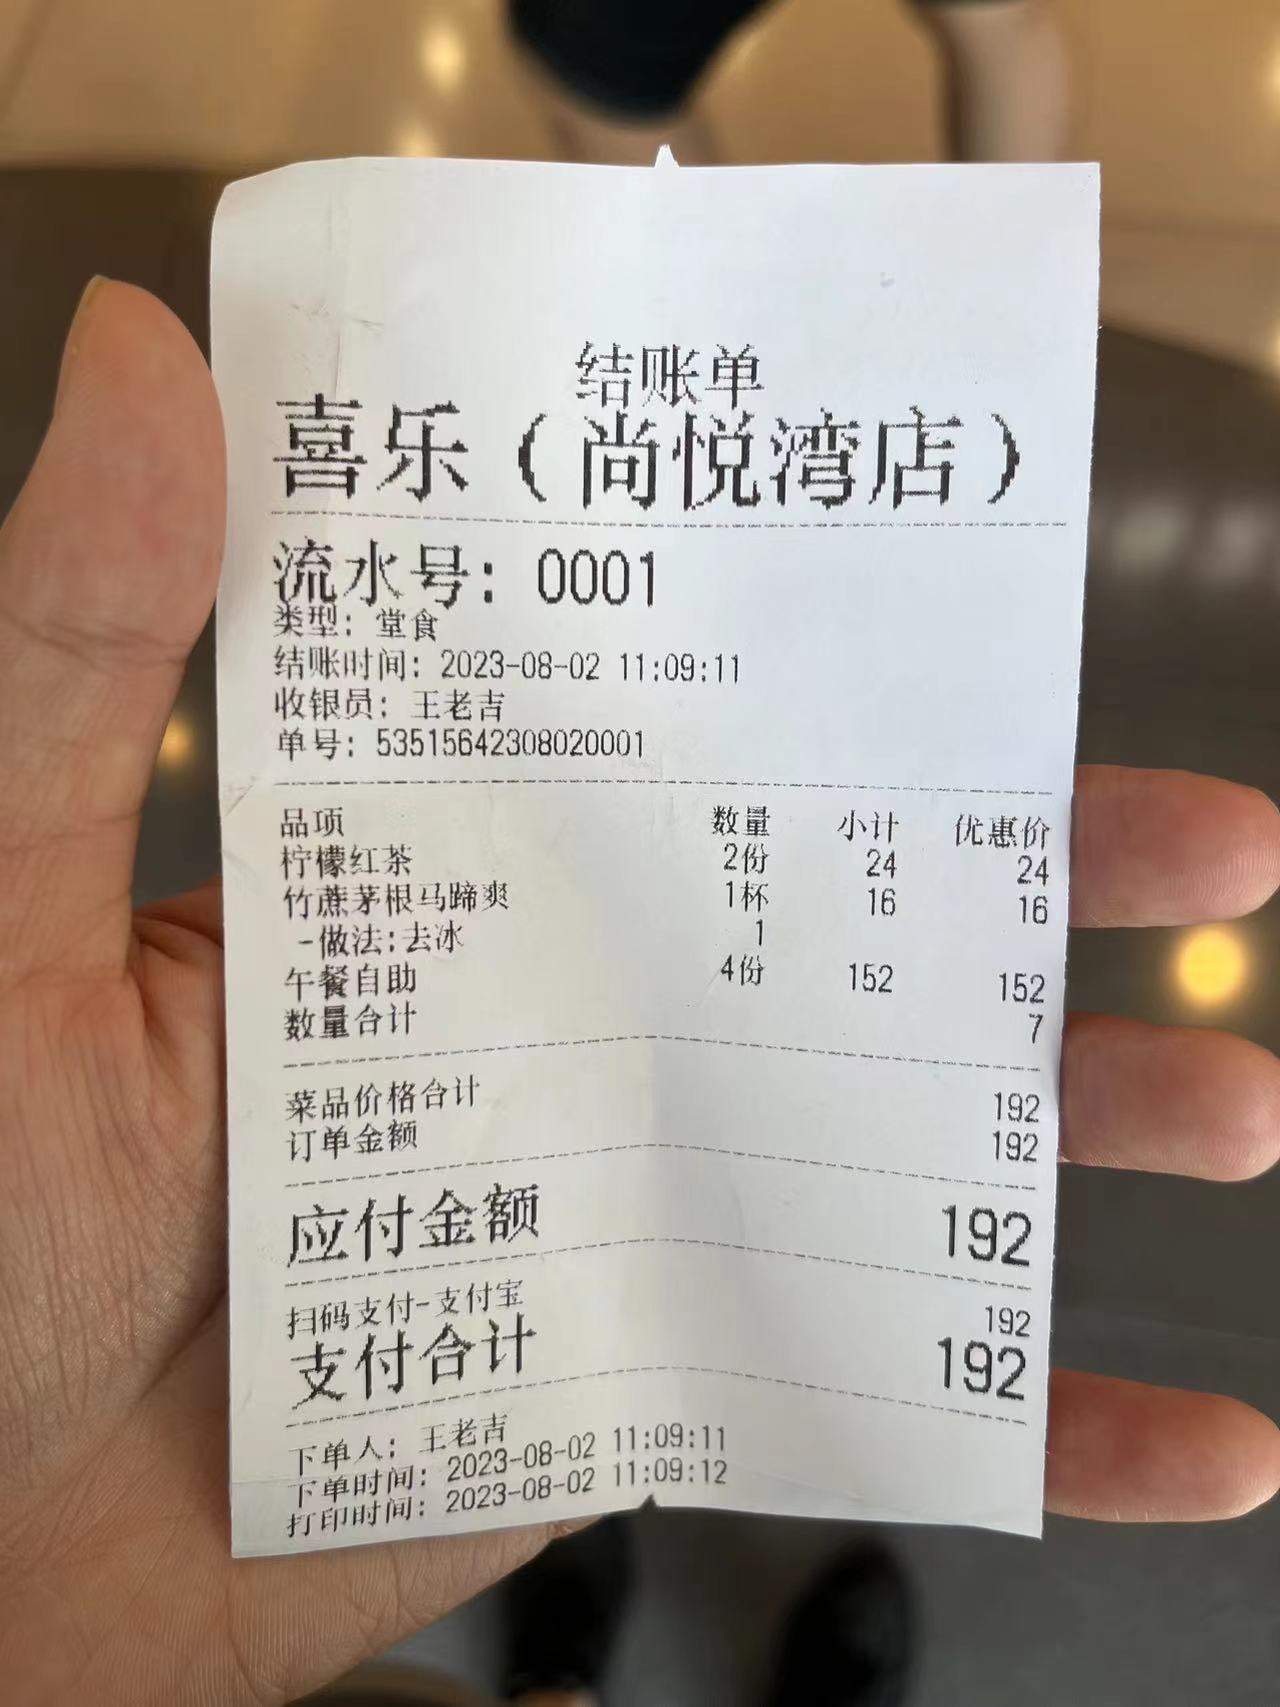 结账单
喜乐（尚悦湾店）
流水号：0001
类型：堂食
结账时间：2023-08-02 11:09:11
收银员：王老吉
单号：53515642308020001
品项 数量 小计 优惠价
柠檬红茶 2份 24 24
竹蔗茅根马蹄爽 1杯 16 16
-做法:去冰 1
午餐自助 4份 152 152
数量合计 7
菜品价格合计 192
订单金额 192
应付金额 192
扫码支付-支付宝 192
支付合计 192
下单人：王老吉
下单时间：2023-08-02 11:09:11
打印时间：2023-08-02 11:09:12